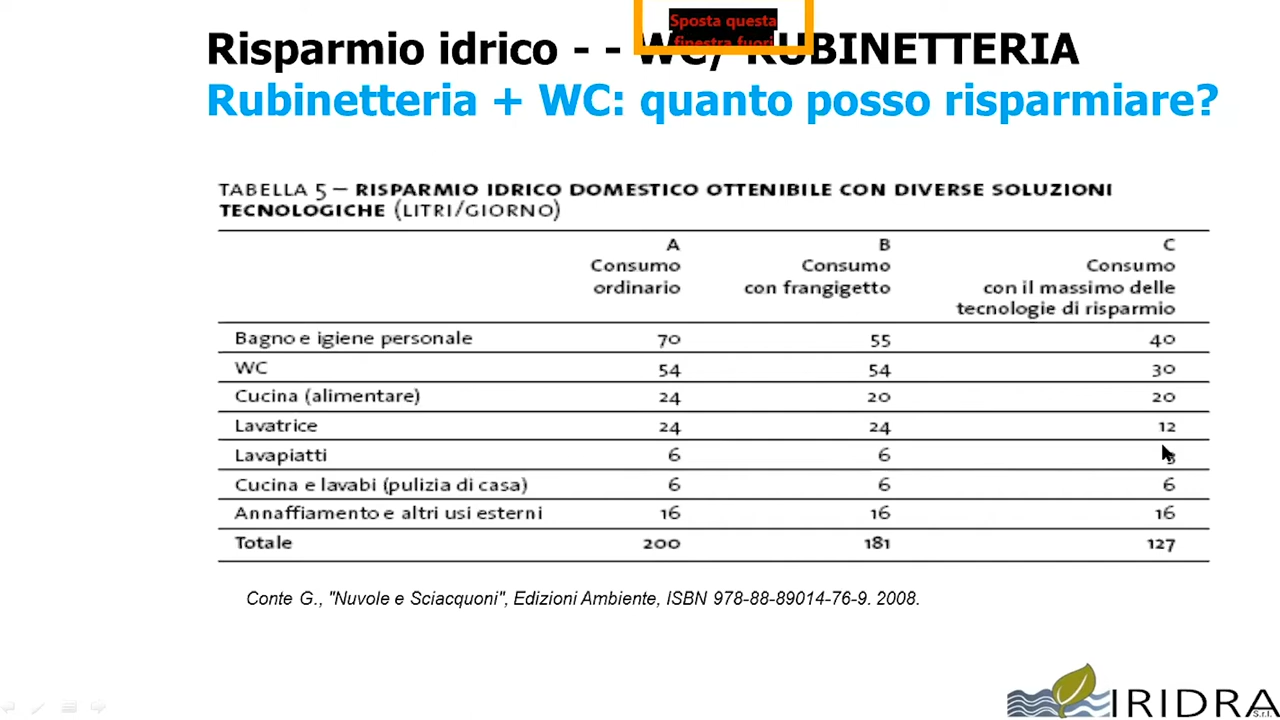 Sposta questa
finestra fuori
Risparmio idrico - - WC/ RUBINETTERIA
Rubinetteria + WC: quanto posso risparmiare?
TABELLA 5 – RISPARMIO IDRICO DOMESTICO OTTENIBILE CON DIVERSE SOLUZIONI
TECNOLOGICHE (LITRI/GIORNO)
A B C
Consumo Consumo Consumo
ordinario con frangigetto con il massimo delle
tecnologie di risparmio
Bagno e igiene personale 70 55 40
WC 54 54 30
Cucina (alimentare) 24 20 20
Lavatrice 24 24 12
Lavapiatti 6 6
Cucina e lavabi (pulizia di casa) 6 6 6
Annaffiamento e altri usi esterni 16 16 16
Totale 200 181 127
Conte G., "Nuvole e Sciacquoni", Edizioni Ambiente, ISBN 978-88-89014-76-9. 2008.
IRIDRA
S.r.l.